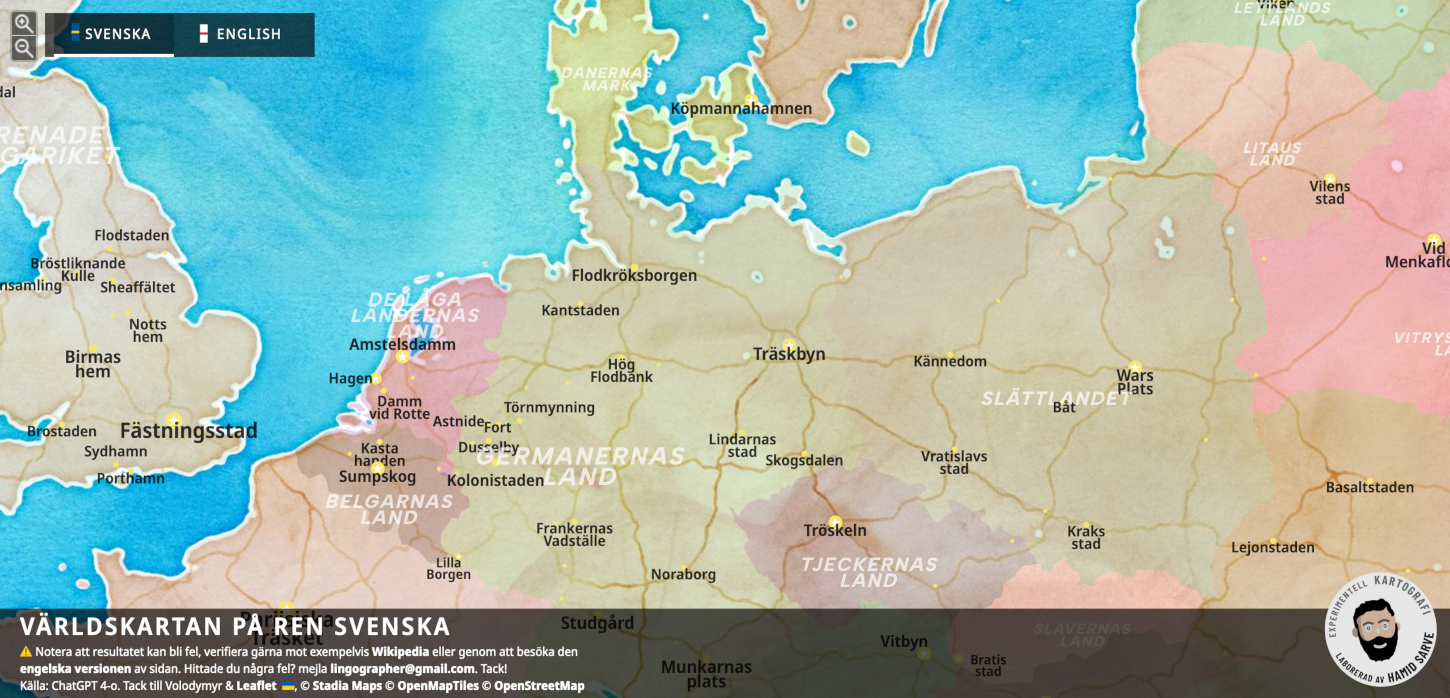 SVENSKA
ENGLISH
Viker
LETTLANDS
LAND
DANERNAS
MARK
Köpmannahamnen
dal
RENADE
GARIKET
LITAUS
LAND
Vilens
stad
Vid
Menkaflo
Flodstaden
Bröstliknande
Kulle
nsamling
Sheaffältet
Flodkröksborgen
DE LÅGA
LÄNDERNAS
LAND
Kantstaden
Notts
hem
Amstelsdamm
VITRYS
LA
Birmas
hem
Träskbyn
Kännedom
Hög
Flodbank
Wars
Plats
Hagen
SLÄTTLANDET
Båt
Damm
vid Rotte
Törnmynning
Astnide
Fort
Brostaden
Fästningsstad
Lindarnas
stad
Sydhamn
Kasta
handen
Dusselby
GERMANERNAS
LAND
Skogsdalen
Vratislavs
stad
Porthamn
Sumpskog
Kolonistaden
Basaltstaden
BELGARNAS
LAND
Frankernas
Vadställe
Tröskeln
Kraks
stad
Lejonstaden
Lilla
Borgen
TJECKERNAS
LAND
Noraborg
Träsket
Studgård
SLAVERNAS
LAND
Vitbyn
Bratis
stad
Munkarnas
plats
VÄRLDSKARTAN PÅ REN SVENSKA
⚠ Notera att resultatet kan bli fel, verifiera gärna mot exempelvis Wikipedia eller genom att besöka den
engelska versionen av sidan. Hittade du några fel? mejla lingographer@gmail.com. Tack!
Källa: ChatGPT 4-o. Tack till Volodymyr & Leaflet 🇺🇦, © Stadia Maps © OpenMapTiles © OpenStreetMap
EXPERIMENTELL KARTOGRAFI
LABORERAD AV HAMID SARVE